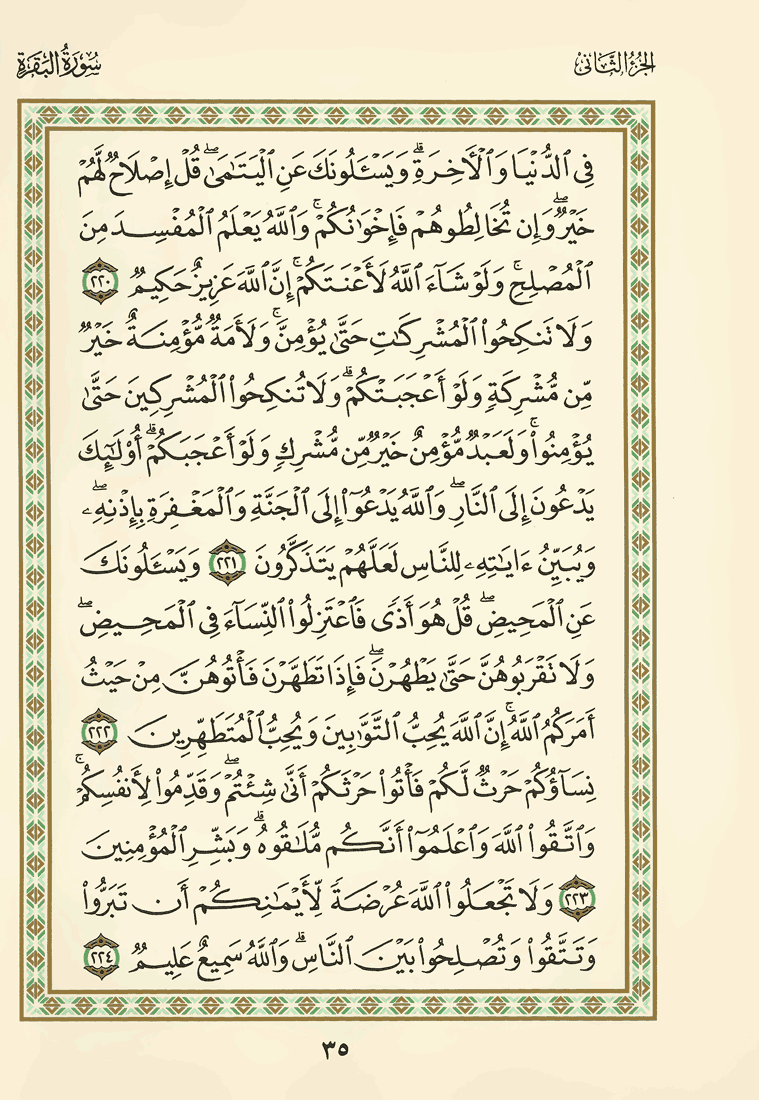 الجزء الثاني
سورة البقرة
فِي ٱلدُّنۡيَا وَٱلۡأٓخِرَةِۗ وَيَسۡـَٔلُونَكَ عَنِ ٱلۡيَتَٰمَىٰۖ قُلۡ إِصۡلَاحٞ لَّهُمۡ
خَيۡرٞۖ وَإِن تُخَالِطُوهُمۡ فَإِخۡوَٰنُكُمۡۚ وَٱللَّهُ يَعۡلَمُ ٱلۡمُفۡسِدَ مِنَ
ٱلۡمُصۡلِحِۚ وَلَوۡ شَآءَ ٱللَّهُ لَأَعۡنَتَكُمۡۚ إِنَّ ٱللَّهَ عَزِيزٌ حَكِيمٞ ٢٢٠
وَلَا تَنكِحُواْ ٱلۡمُشۡرِكَٰتِ حَتَّىٰ يُؤۡمِنَّۚ وَلَأَمَةٞ مُّؤۡمِنَةٌ خَيۡرٞ
مِّن مُّشۡرِكَةٖ وَلَوۡ أَعۡجَبَتۡكُمۡۗ وَلَا تُنكِحُواْ ٱلۡمُشۡرِكِينَ حَتَّىٰ
يُؤۡمِنُواْۚ وَلَعَبۡدٞ مُّؤۡمِنٌ خَيۡرٞ مِّن مُّشۡرِكٖ وَلَوۡ أَعۡجَبَكُمۡۗ أُوْلَٰٓئِكَ
يَدۡعُونَ إِلَى ٱلنَّارِۖ وَٱللَّهُ يَدۡعُوٓاْ إِلَى ٱلۡجَنَّةِ وَٱلۡمَغۡفِرَةِ بِإِذۡنِهِۦۖ
وَيُبَيِّنُ ءَايَٰتِهِۦ لِلنَّاسِ لَعَلَّهُمۡ يَتَذَكَّرُونَ ٢٢١ وَيَسۡـَٔلُونَكَ
عَنِ ٱلۡمَحِيضِۖ قُلۡ هُوَ أَذٗى فَٱعۡتَزِلُواْ ٱلنِّسَآءَ فِي ٱلۡمَحِيضِۖ
وَلَا تَقۡرَبُوهُنَّ حَتَّىٰ يَطۡهُرۡنَۖ فَإِذَا تَطَهَّرۡنَ فَأۡتُوهُنَّ مِنۡ حَيۡثُ
أَمَرَكُمُ ٱللَّهُۚ إِنَّ ٱللَّهَ يُحِبُّ ٱلتَّوَّٰبِينَ وَيُحِبُّ ٱلۡمُتَطَهِّرِينَ ٢٢٢
نِسَآؤُكُمۡ حَرۡثٞ لَّكُمۡ فَأۡتُواْ حَرۡثَكُمۡ أَنَّىٰ شِئۡتُمۡۖ وَقَدِّمُواْ لِأَنفُسِكُمۡۚ
وَٱتَّقُواْ ٱللَّهَ وَٱعۡلَمُوٓاْ أَنَّكُم مُّلَٰقُوهُۗ وَبَشِّرِ ٱلۡمُؤۡمِنِينَ
٢٢٣ وَلَا تَجۡعَلُواْ ٱللَّهَ عُرۡضَةٗ لِّأَيۡمَٰنِكُمۡ أَن تَبَرُّواْ
وَتَتَّقُواْ وَتُصۡلِحُواْ بَيۡنَ ٱلنَّاسِۗ وَٱللَّهُ سَمِيعٌ عَلِيمٞ ٢٢٤
٣٥